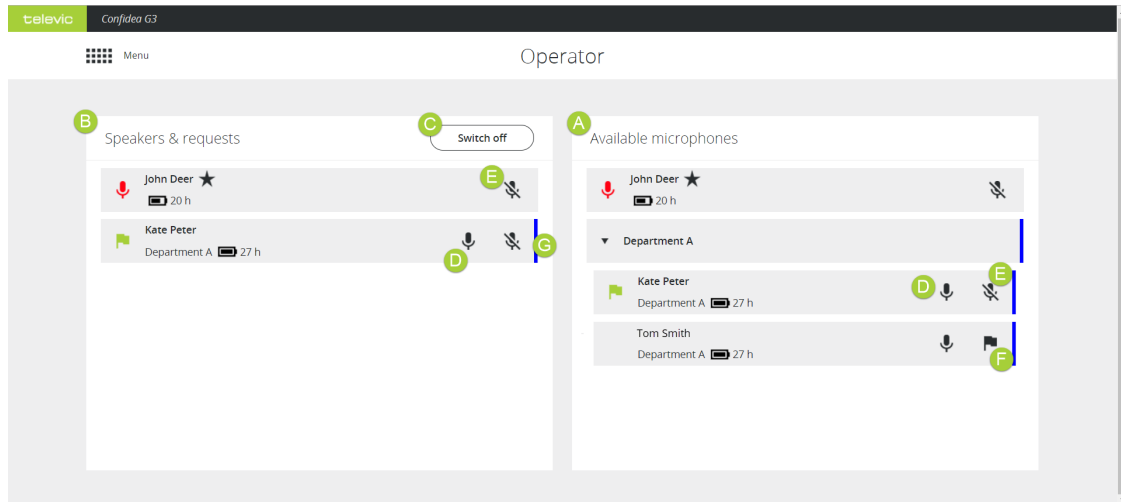 televic Confidea G3
Menu
Operator
B
Speakers & requests
C
Switch off
John Deer
20 h
E
Kate Peter
Department A 27 h
D
G
A
Available microphones
John Deer
20 h
Department A
Kate Peter
Department A 27 h
D
E
Tom Smith
Department A 27 h
F